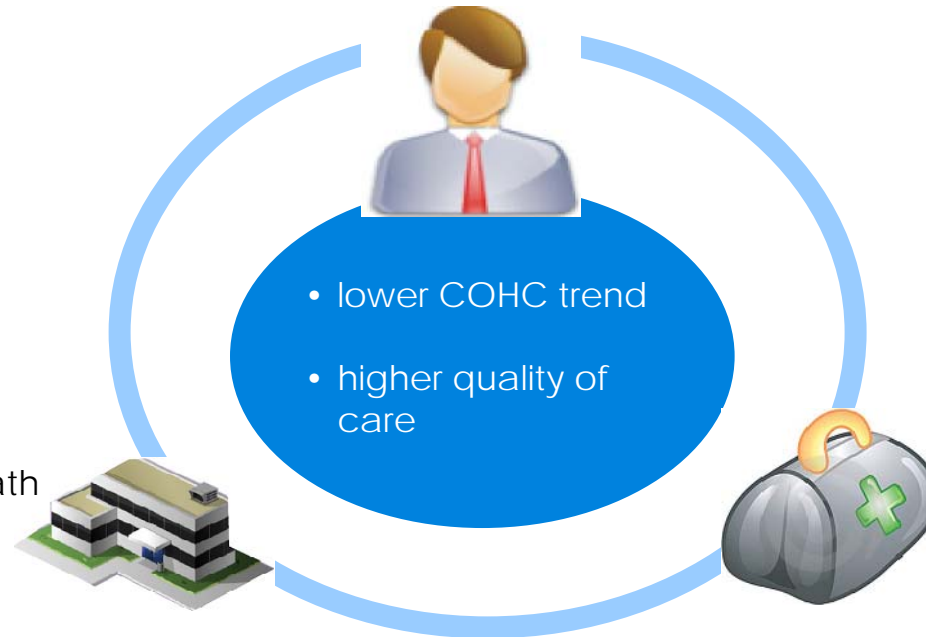 • lower COHC trend
• higher quality of
care
ath